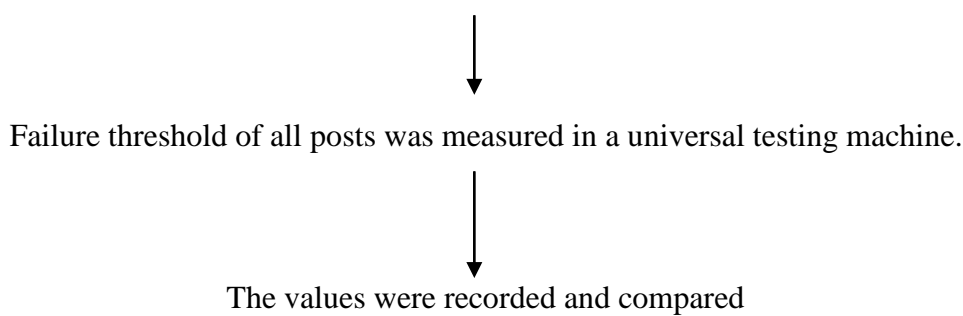 Failure threshold of all posts was measured in a universal testing machine.
The values were recorded and compared